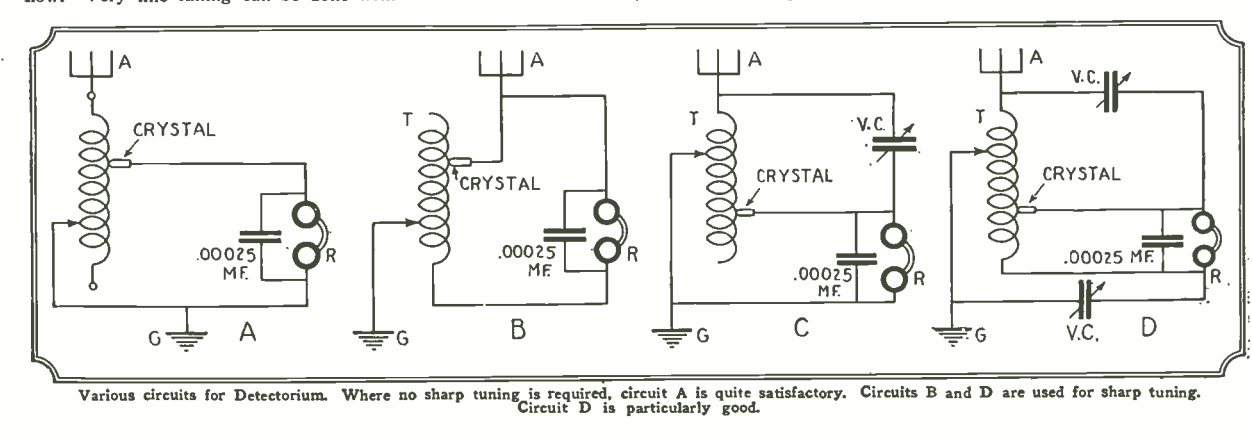 A
CRYSTAL
.00025
MF.
R
G
A
A
T
CRYSTAL
.00025
MF.
R
G
B
A
T
V.C.
CRYSTAL
.00025
MF.
R
G
C
A
V.C.
T
CRYSTAL
.00025 MF.
R
G
V.C.
D
Various circuits for Detectorium. Where no sharp tuning is required, circuit A is quite satisfactory. Circuits B and D are used for sharp tuning.
Circuit D is particularly good.